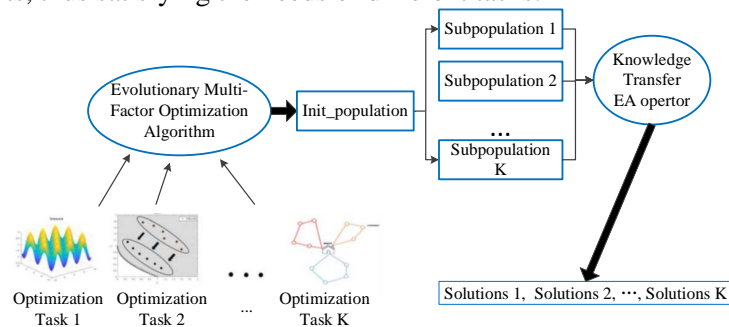 Subpopulation 1
Evolutionary Multi-
Factor Optimization
Algorithm
Init_population
Subpopulation 2
...
Subpopulation
K
Knowledge
Transfer
EA opertor
Optimization
Task 1
Optimization
Task 2
...
Optimization
Task K
Solutions 1, Solutions 2, ..., Solutions K